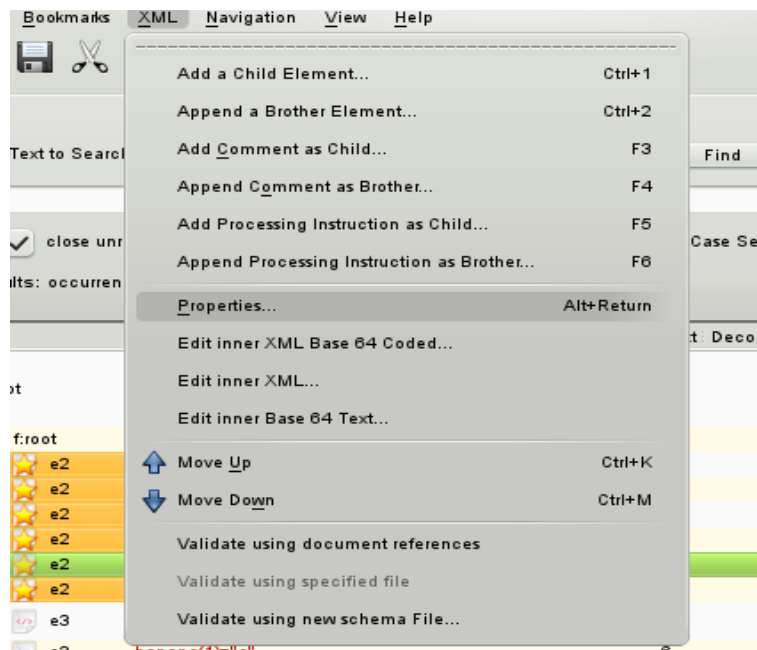 Bookmarks XML Navigation View Help
Add a Child Element... Ctrl+1
Append a Brother Element... Ctrl+2
Text to Search Add Comment as Child... F3 Find
Append Comment as Brother... F4
Add Processing Instruction as Child... F5
close unr Case Se
Append Processing Instruction as Brother... F6
lts: occurren
Properties... Alt+Return
Edit inner XML Base 64 Coded... Deco
Edit inner XML...
Edit inner Base 64 Text...
f:root
e2 Move Up Ctrl+K
e2
e2 Move Down Ctrl+M
e2
e2 Validate using document references
e2 Validate using specified file
e3 Validate using new schema File...